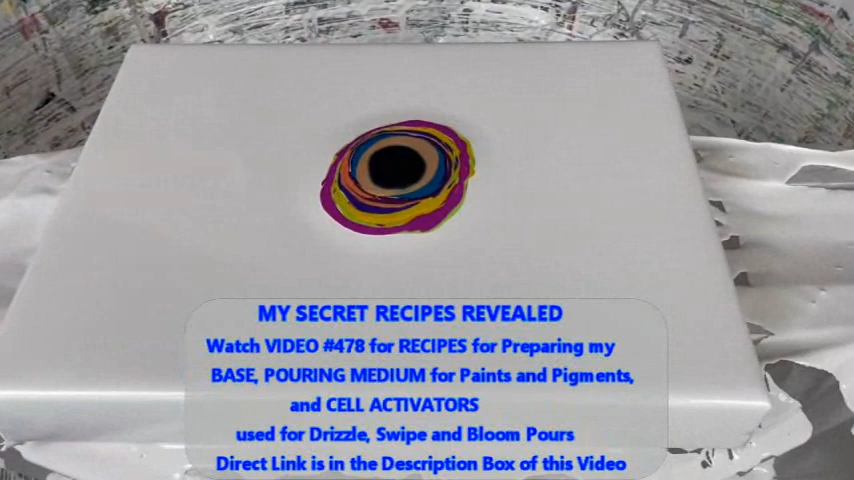 MY SECRET RECIPES REVEALED
Watch VIDEO #478 for RECIPES for Preparing my
BASE, POURING MEDIUM for Paints and Pigments,
and CELL ACTIVATORS
used for Drizzle, Swipe and Bloom Pours
Direct Link is in the Description Box of this Video